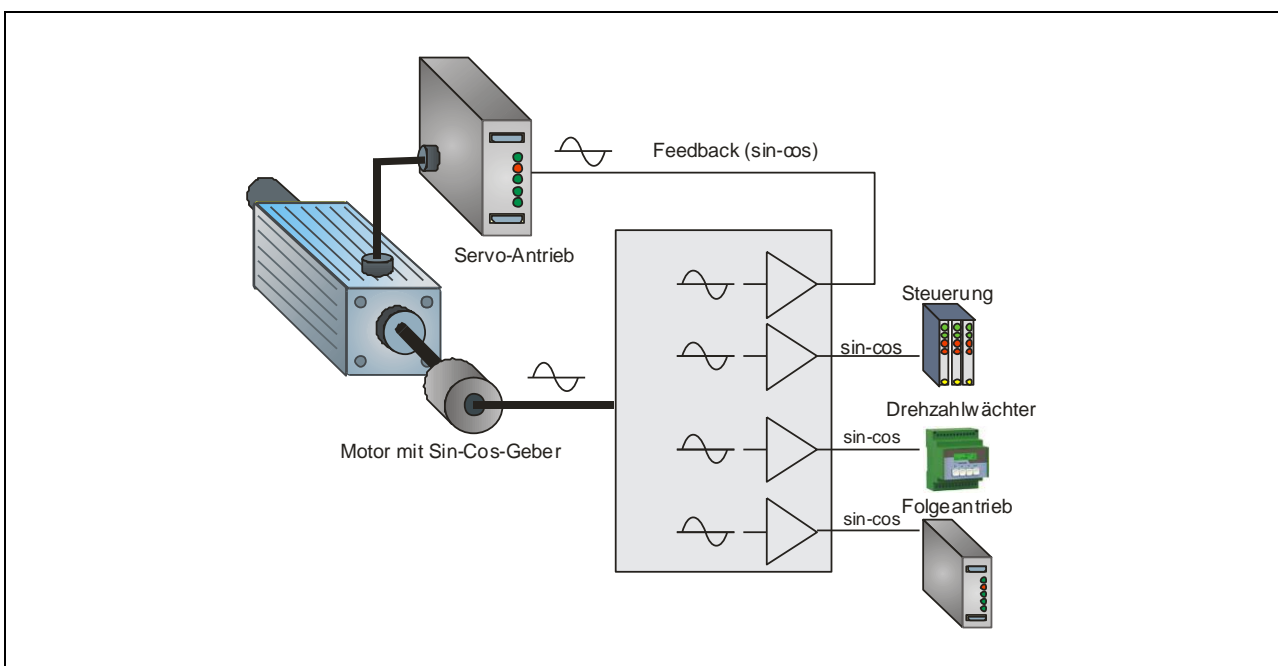 Feedback (sin-cos)
Servo-Antrieb
Steuerung
sin-cos
Drehzahlwächter
sin-cos
Motor mit Sin-Cos-Geber
Folgeantrieb
sin-cos